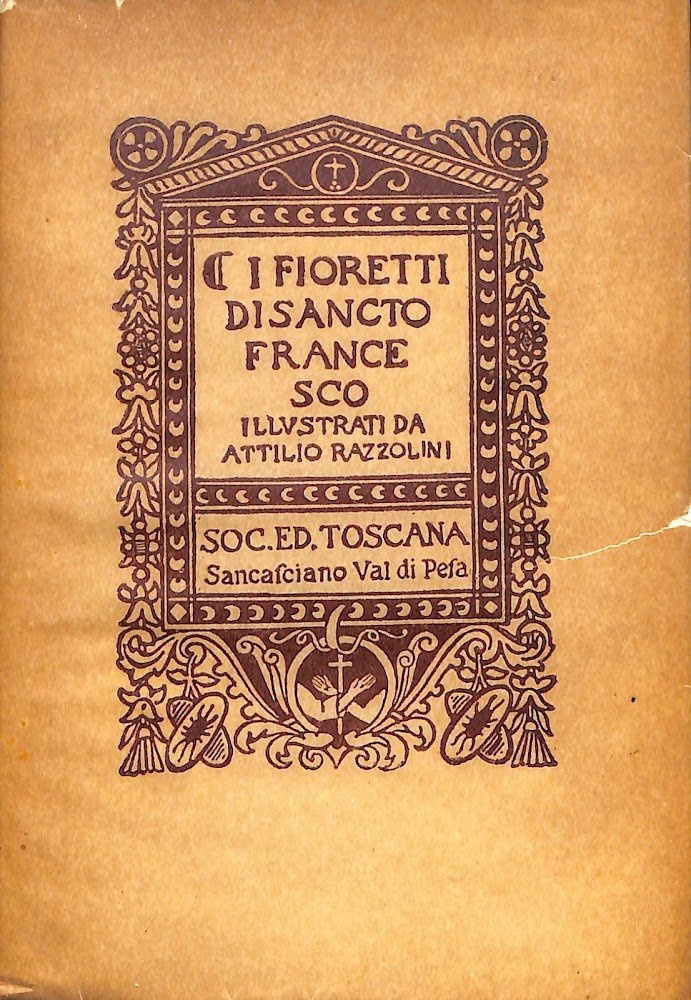 ☾ I FIORETTI
DI SANCTO
FRANCE
SCO
ILLVSTRATI DA
ATTILIO RAZZOLINI
SOC. ED. TOSCANA
Sancaſciano Val di Peſa